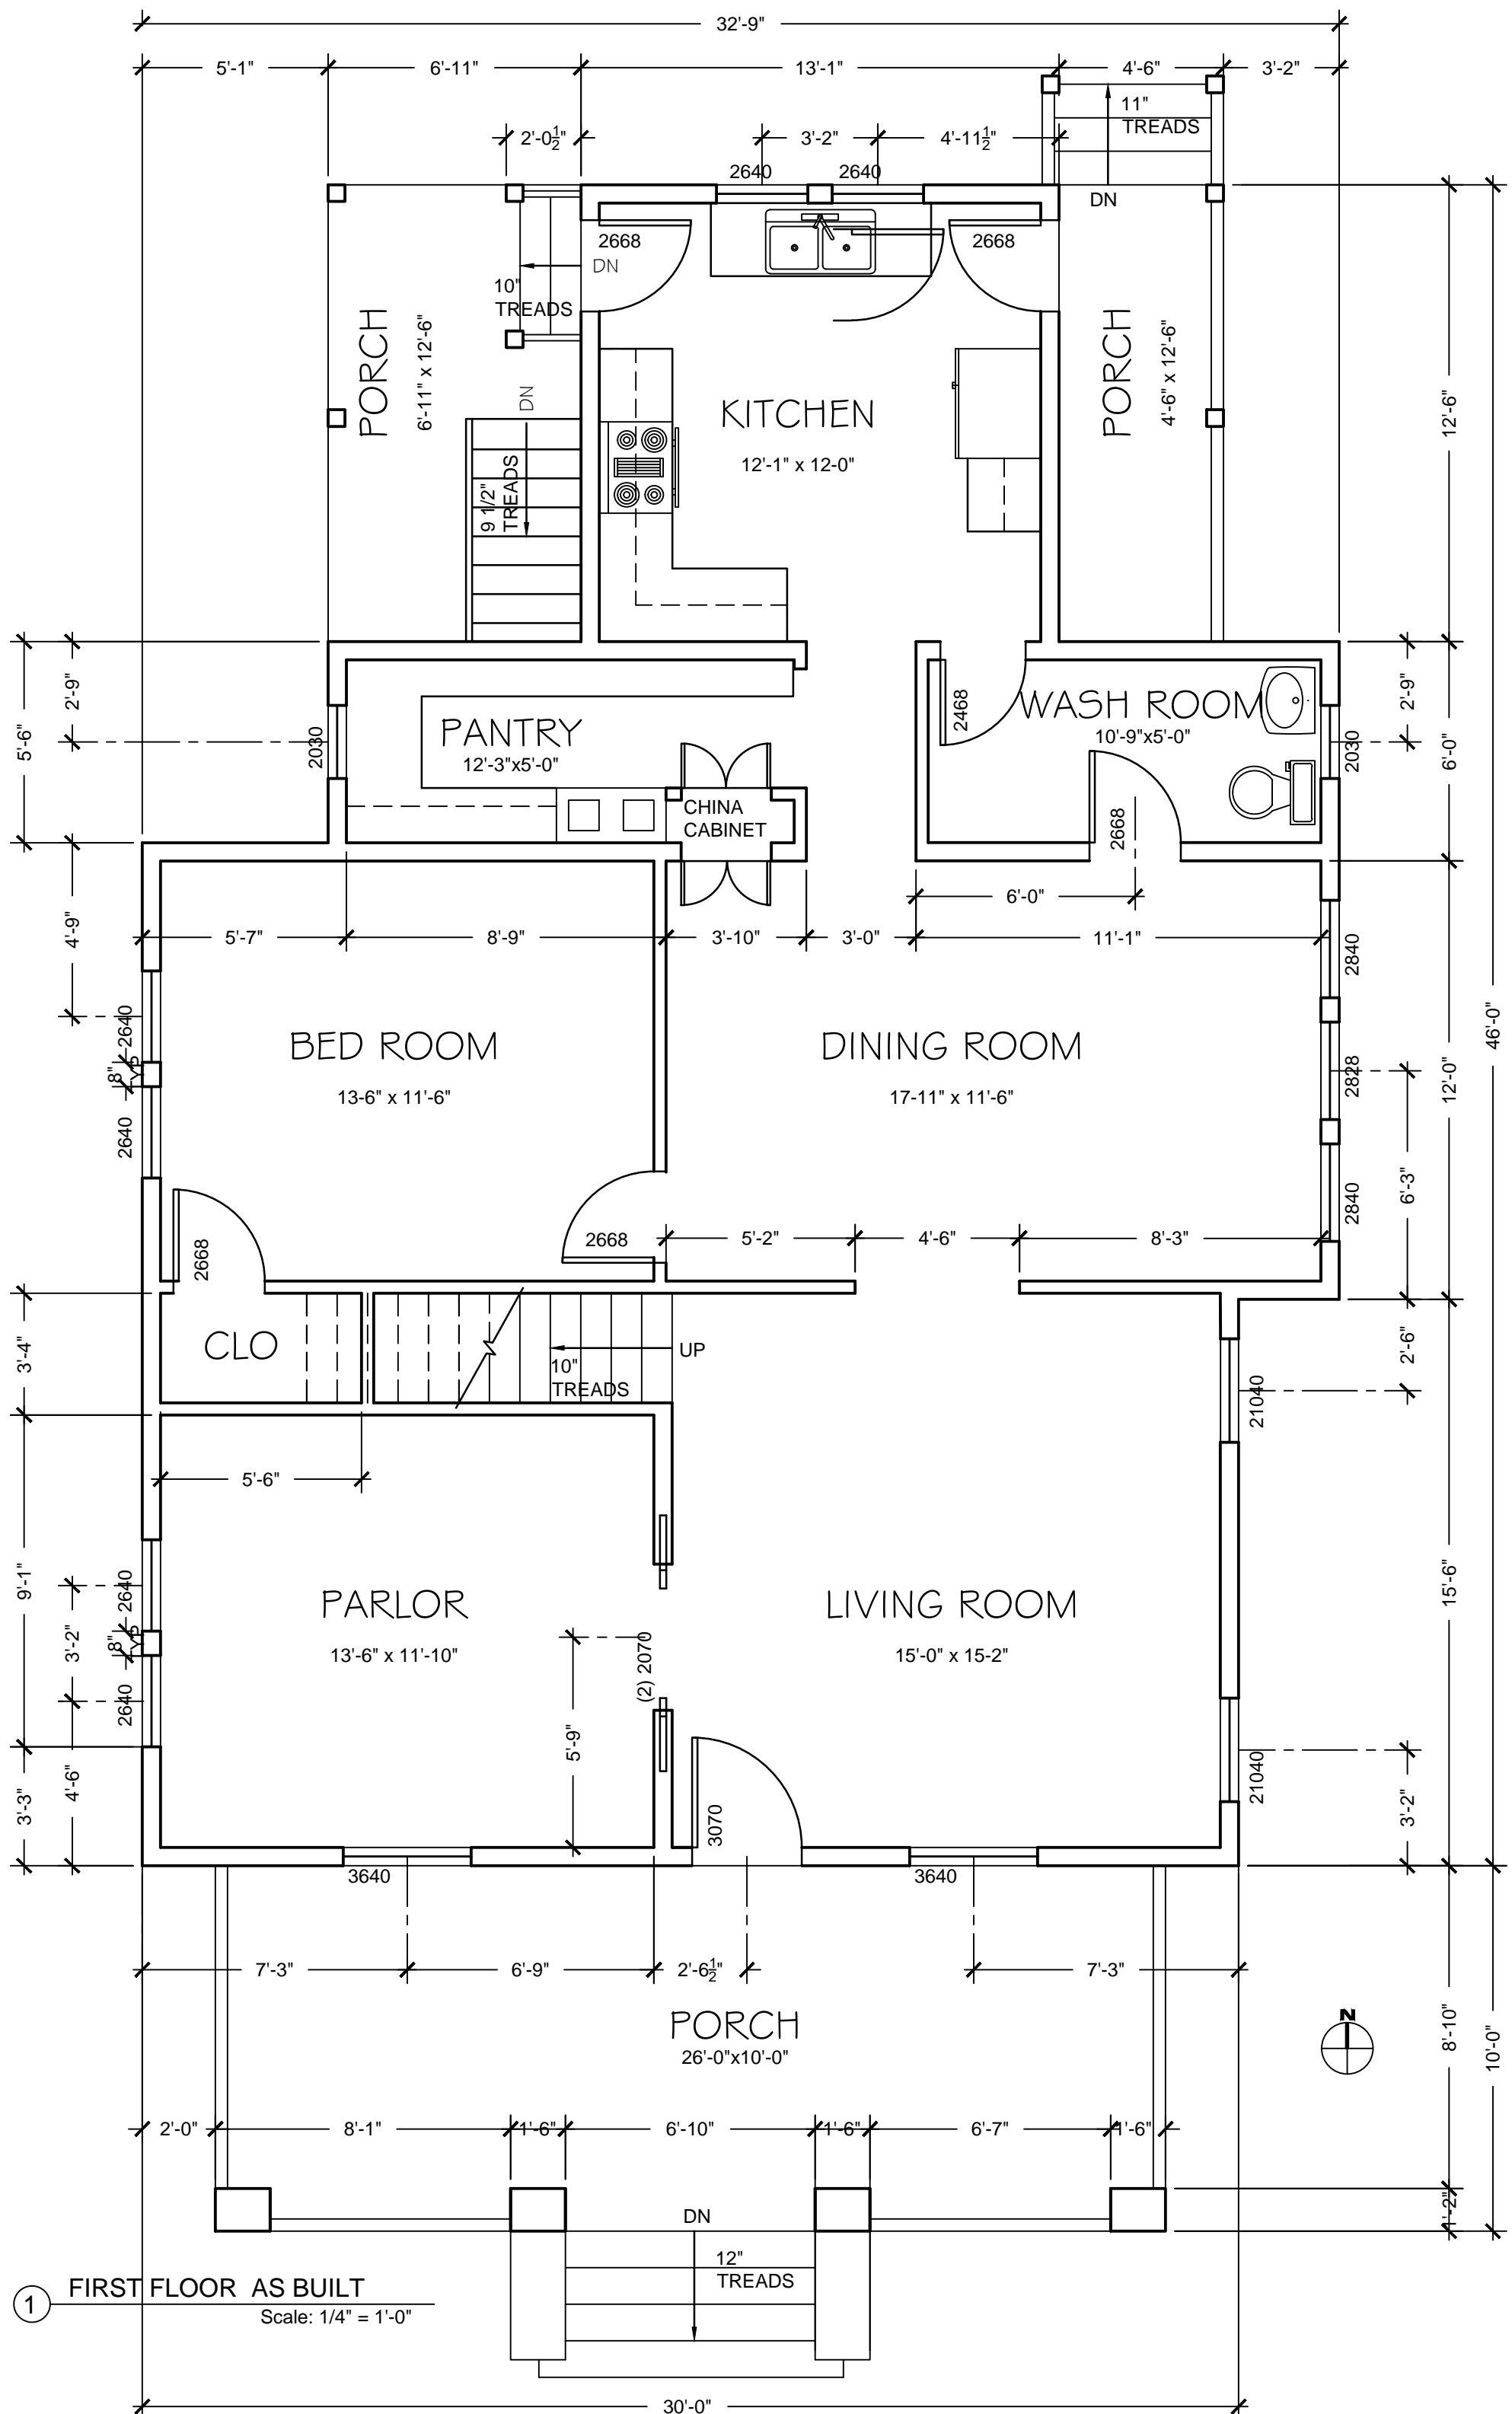 32'-9"
5'-1" 6'-11" 13'-1" 4'-6" 3'-2"
11"
TREADS
2'-0 1/2" 3'-2" 4'-11 1/2"
2640 2640
DN
2668 2668
DN
10"
TREADS
PORCH
6'-11" x 12'-6"
PORCH
4'-6" x 12'-6"
DN
9 1/2"
TREADS
KITCHEN
12'-1" x 12-0"
12'-6"
46'-0"
5'-6"
2'-9"
2030
PANTRY
12'-3"x5'-0"
CHINA
CABINET
2468
WASH ROOM
10'-9"x5'-0"
2668
2030
2'-9"
6'-0"
6'-0"
4'-9"
5'-7" 8'-9" 3'-10" 3'-0" 11'-1"
2840
2640
8"
2640
BED ROOM
13-6" x 11'-6"
DINING ROOM
17-11" x 11'-6"
2828
12'-0"
2840
6'-3"
2668
2668
5'-2" 4'-6" 8'-3"
3'-4"
CLO
UP
10"
TREADS
2'-6"
21040
5'-6"
9'-1"
2640
8"
3'-2"
2640
PARLOR
13'-6" x 11'-10"
(2) 2070
LIVING ROOM
15'-0" x 15-2"
15'-6"
5'-9"
3'-3"
4'-6"
3070
21040
3'-2"
3640 3640
7'-3" 6'-9" 2'-6 1/2" 7'-3"
PORCH
26'-0"x10'-0"
N
8'-10"
10'-0"
2'-0" 8'-1" 1'-6" 6'-10" 1'-6" 6'-7" 1'-6"
1'-2"
DN
12"
TREADS
1 FIRST FLOOR AS BUILT
Scale: 1/4" = 1'-0"
30'-0"